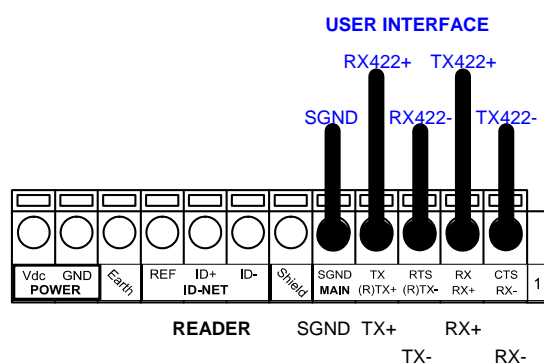 USER INTERFACE
RX422+ TX422+
SGND RX422- TX422-
Vdc GND Earth REF ID+ ID- Shield SGND TX RTS RX CTS 1
POWER ID-NET MAIN (R)TX+ (R)TX- RX+ RX-
READER SGND TX+ RX+
TX- RX-